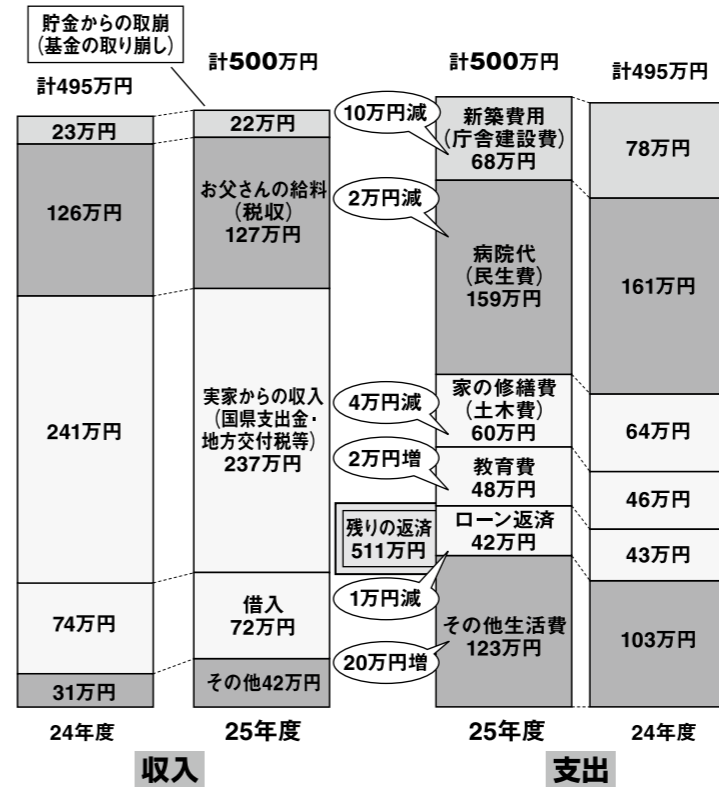 貯金からの取崩
(基金の取り崩し)
計495万円
計500万円
計500万円
計495万円
23万円
126万円
241万円
74万円
31万円
24年度
22万円
お父さんの給料
(税収)
127万円
実家からの収入
(国県支出金・
地方交付税等)
237万円
借入
72万円
その他42万円
25年度
収入
10万円減
2万円減
4万円減
2万円増
残りの返済
511万円
1万円減
20万円増
新築費用
(庁舎建設費)
68万円
病院代
(民生費)
159万円
家の修繕費
(土木費)
60万円
教育費
48万円
ローン返済
42万円
その他生活費
123万円
25年度
78万円
161万円
64万円
46万円
43万円
103万円
24年度
支出